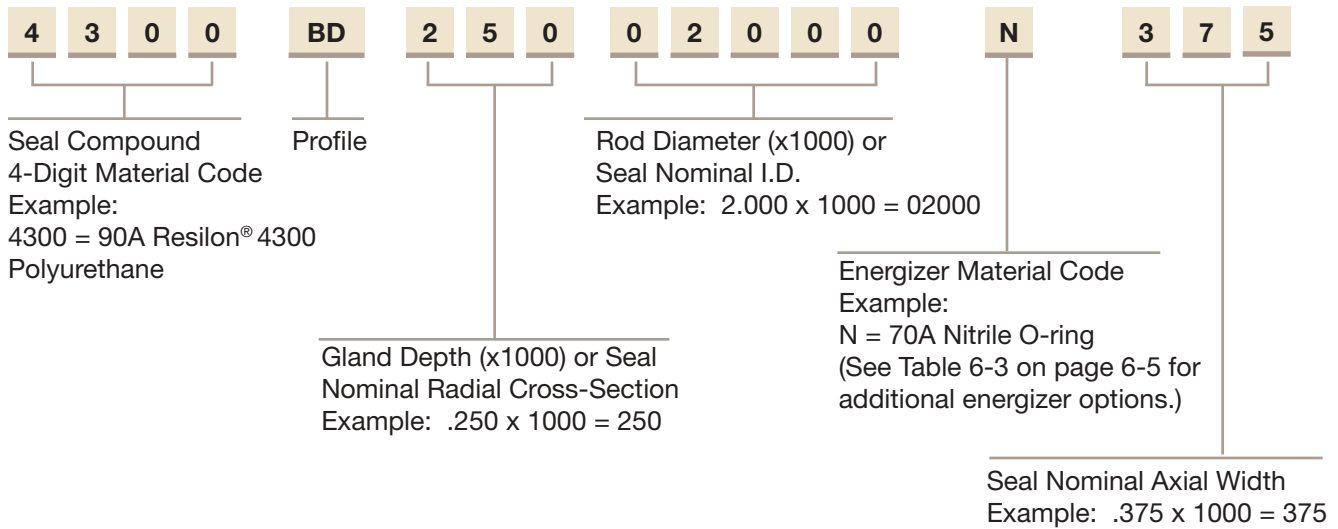 4 3 0 0 BD 2 5 0 0 2 0 0 0 N 3 7 5
Seal Compound
4-Digit Material Code
Example:
4300 = 90A Resilon® 4300
Polyurethane
Profile
Rod Diameter (x1000) or
Seal Nominal I.D.
Example: 2.000 x 1000 = 02000
Gland Depth (x1000) or Seal
Nominal Radial Cross-Section
Example: .250 x 1000 = 250
Energizer Material Code
Example:
N = 70A Nitrile O-ring
(See Table 6-3 on page 6-5 for
additional energizer options.)
Seal Nominal Axial Width
Example: .375 x 1000 = 375